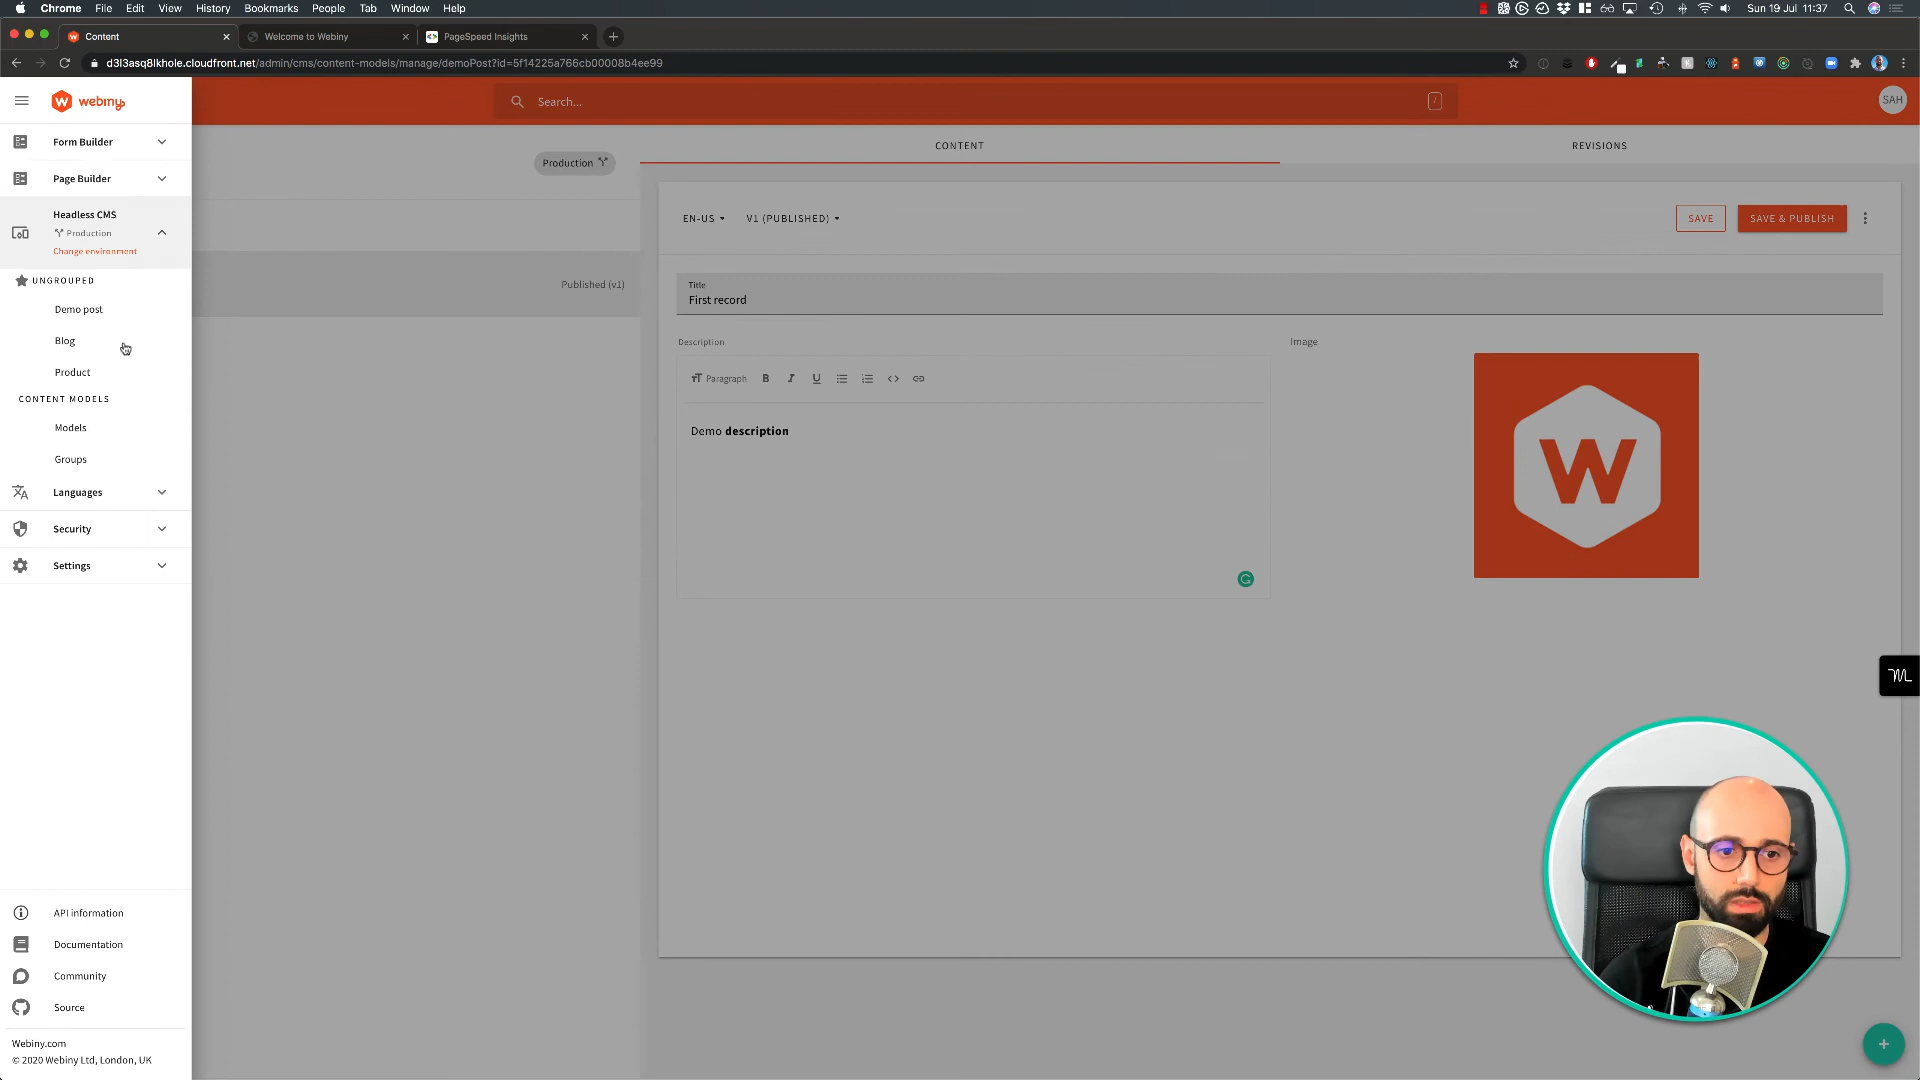 Chrome File Edit View History Bookmarks People Tab Window Help
Sun 19 Jul 11:37
Content
Welcome to Webiny
PageSpeed Insights
d3l3asq8lkhole.cloudfront.net/admin/cms/content-models/manage/demoPost?id=5f14225a766cb00008b4ee99
webiny
Search...
/
SAH
Form Builder
Page Builder
Headless CMS
Production
Change environment
UNGROUPED
Demo post
Blog
Product
CONTENT MODELS
Models
Groups
Languages
Security
Settings
API information
Documentation
Community
Source
Webiny.com
© 2020 Webiny Ltd, London, UK
Production
Published (v1)
CONTENT
REVISIONS
EN-US
V1 (PUBLISHED)
SAVE
SAVE & PUBLISH
Title
First record
Description
Image
Paragraph
Demo description
W